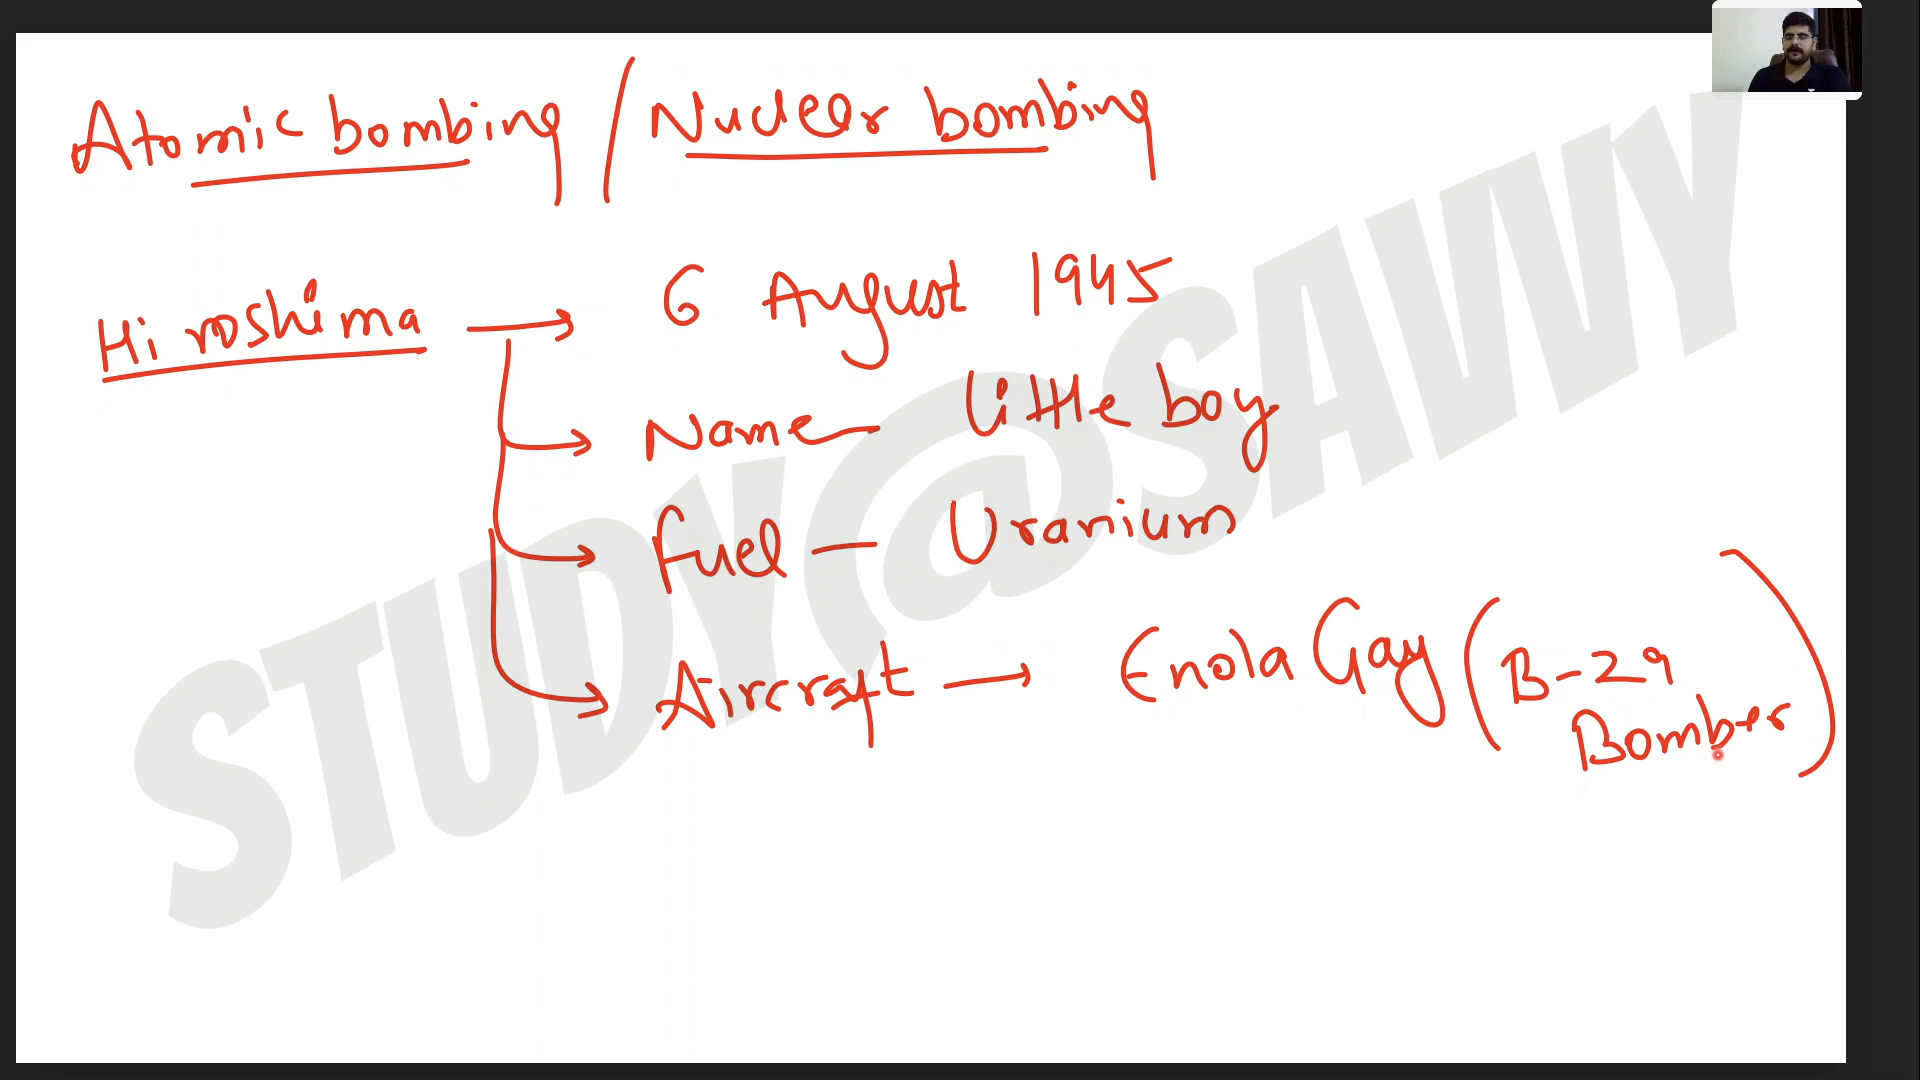 Atomic bombing / Nuclear bombing
Hiroshima → 6 August 1945
→ Name — Little boy
→ Fuel — Uranium
→ Aircraft → Enola Gay (B-29
Bomber)
STUDY@SAVVY